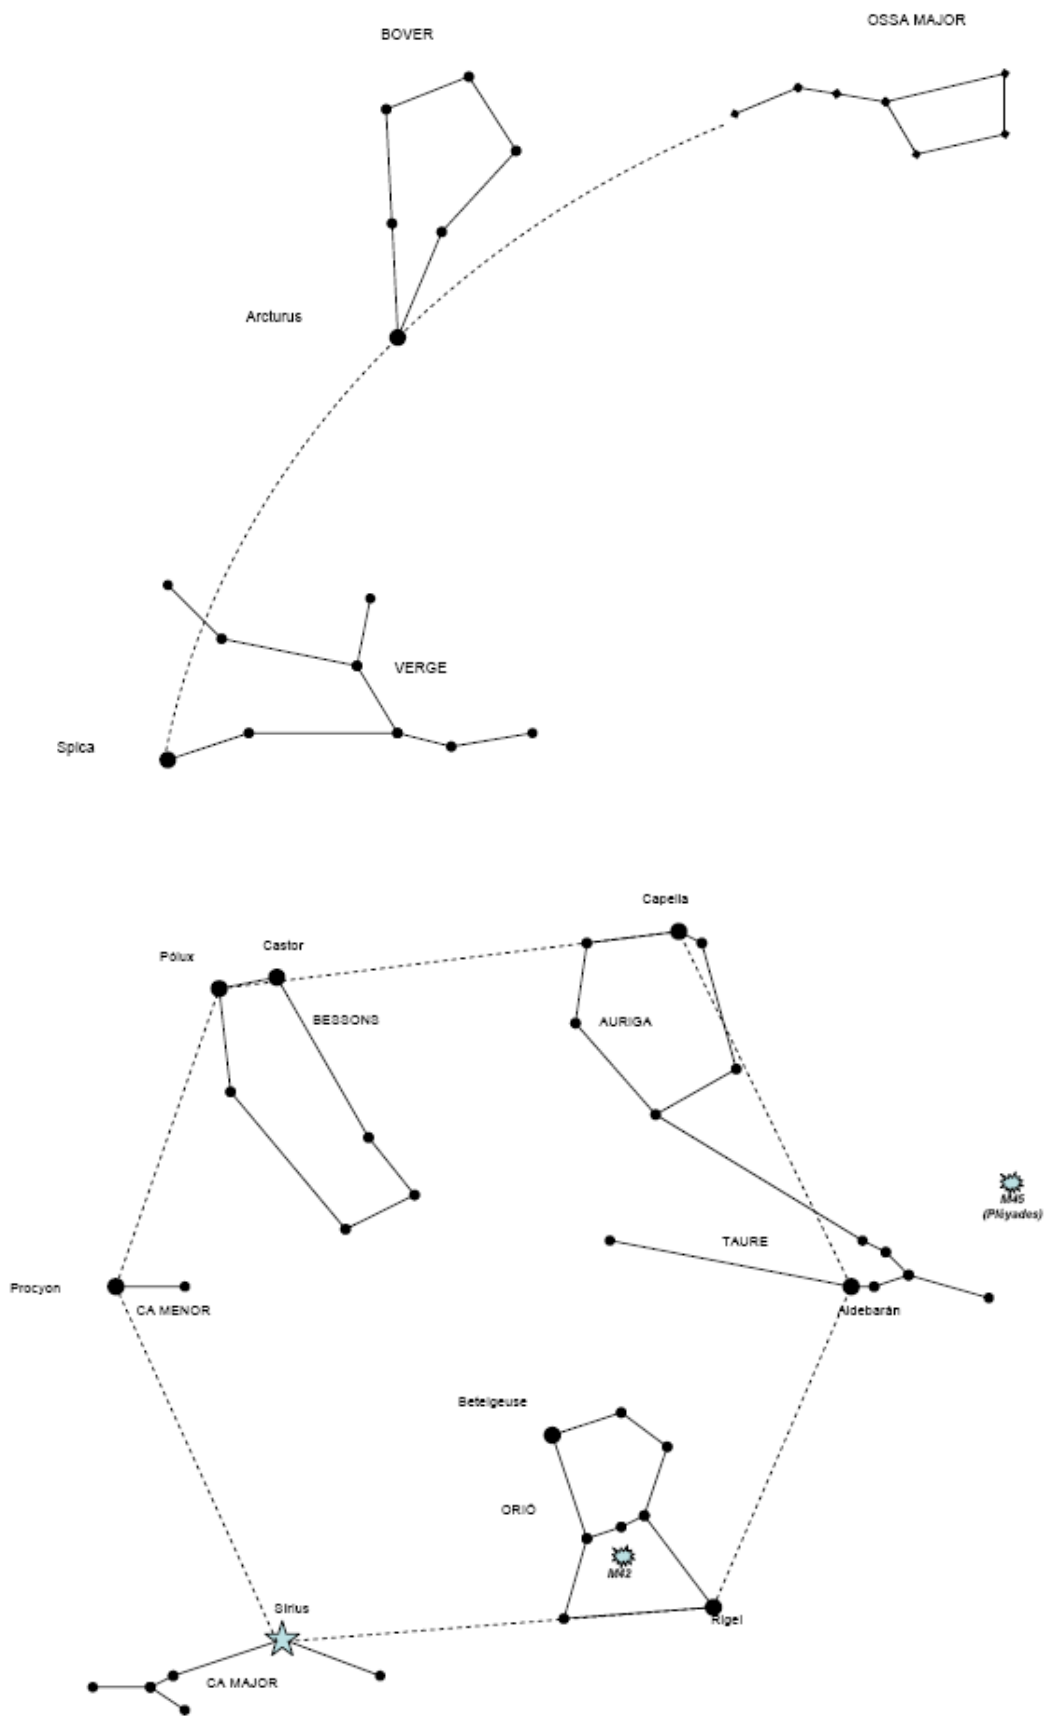 OSSA MAJOR
BOVER
Arcturus
VERGE
Spica
Capella
Castor
Pólux
BESSONS
AURIGA
M45
(Pléyades)
TAURE
Procyon
CA MENOR
Aldebarán
Betelgeuse
ORIÓ
M42
Sirius
Rigel
CA MAJOR